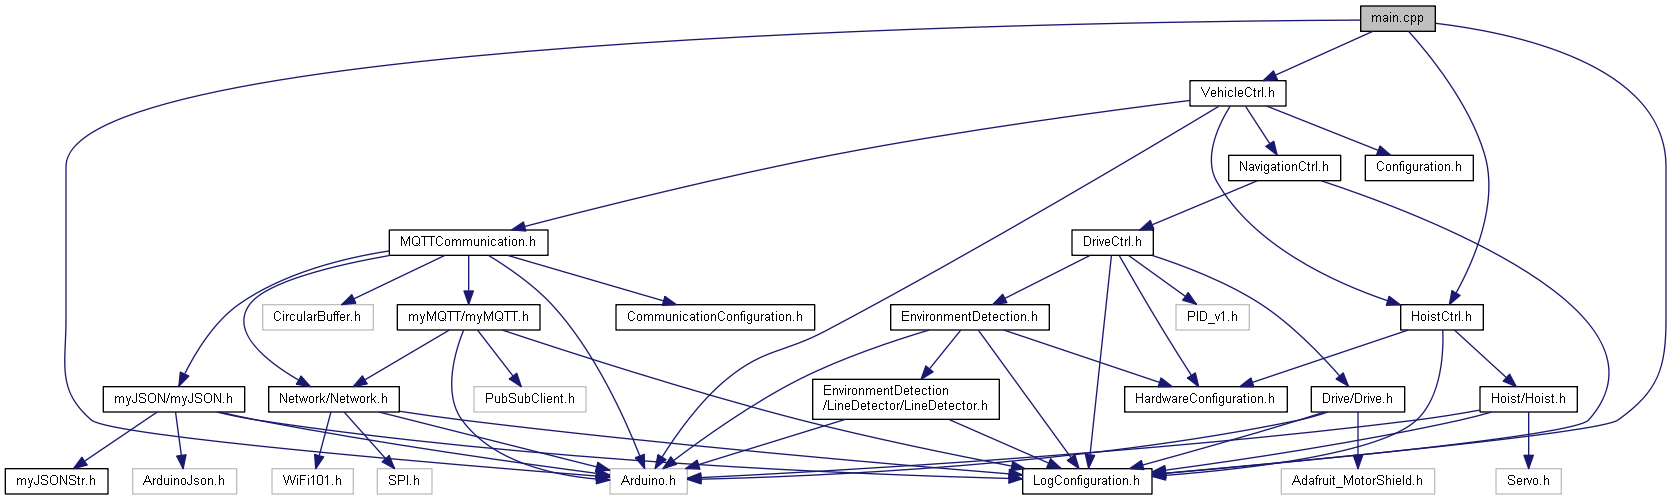 main.cpp
VehicleCtrl.h
NavigationCtrl.h
Configuration.h
MQTTCommunication.h
DriveCtrl.h
CircularBuffer.h
myMQTT/myMQTT.h
CommunicationConfiguration.h
EnvironmentDetection.h
PID_v1.h
HoistCtrl.h
myJSON/myJSON.h
Network/Network.h
PubSubClient.h
EnvironmentDetection
/LineDetector/LineDetector.h
HardwareConfiguration.h
Drive/Drive.h
Hoist/Hoist.h
myJSONStr.h
ArduinoJson.h
WiFi101.h
SPI.h
Arduino.h
LogConfiguration.h
Adafruit_MotorShield.h
Servo.h